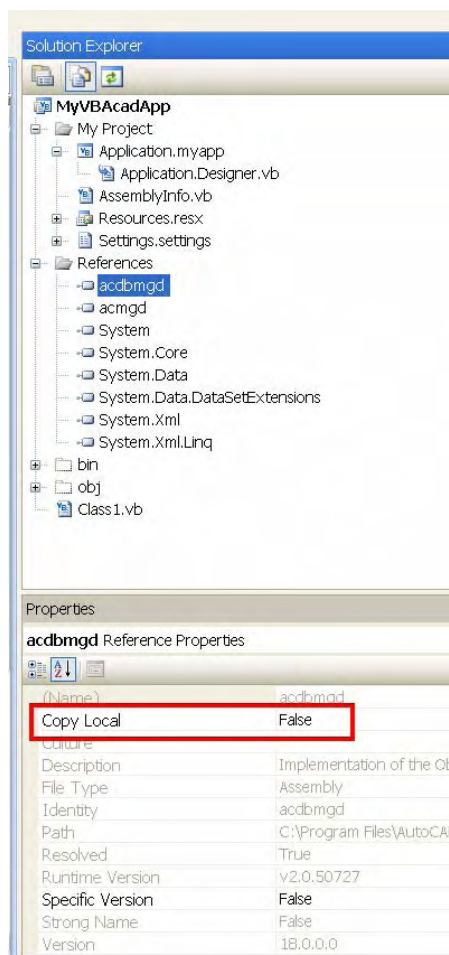 Solution Explorer
MyVBAcadApp
My Project
Application.myapp
Application.Designer.vb
AssemblyInfo.vb
Resources.resx
Settings.settings
References
acdbmgd
acmgd
System
System.Core
System.Data
System.Data.DataSetExtensions
System.Xml
System.Xml.Linq
bin
obj
Class1.vb
Properties
acdbmgd Reference Properties
(Name) acdbmgd
Copy Local False
Culture
Description Implementation of the Ob
File Type Assembly
Identity acdbmgd
Path C:\Program Files\AutoCA
Resolved True
Runtime Version v2.0.50727
Specific Version False
Strong Name False
Version 18.0.0.0